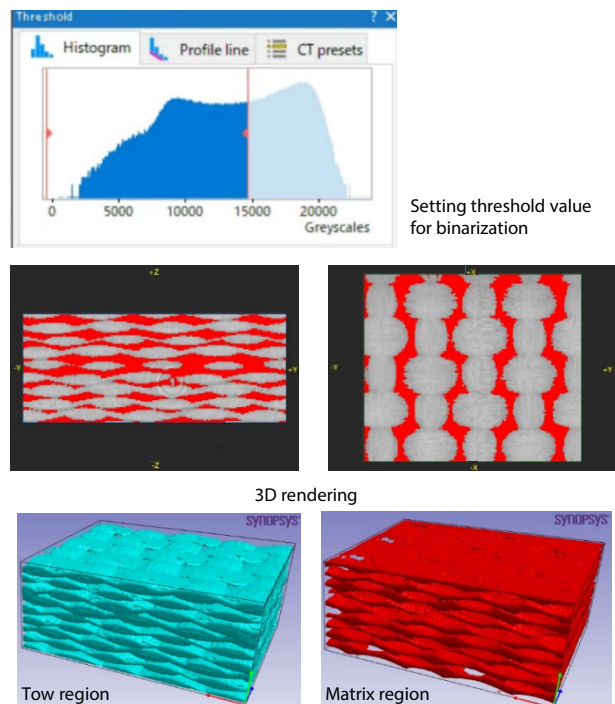 Threshold ? ×
Histogram Profile line CT presets
0 5000 10000 15000 20000
Greyscales
Setting threshold value
for binarization
+Z
-Y +Y
-Z
+X
-Y +Y
-X
3D rendering
SYNOPSYS SYNOPSYS
Tow region Matrix region